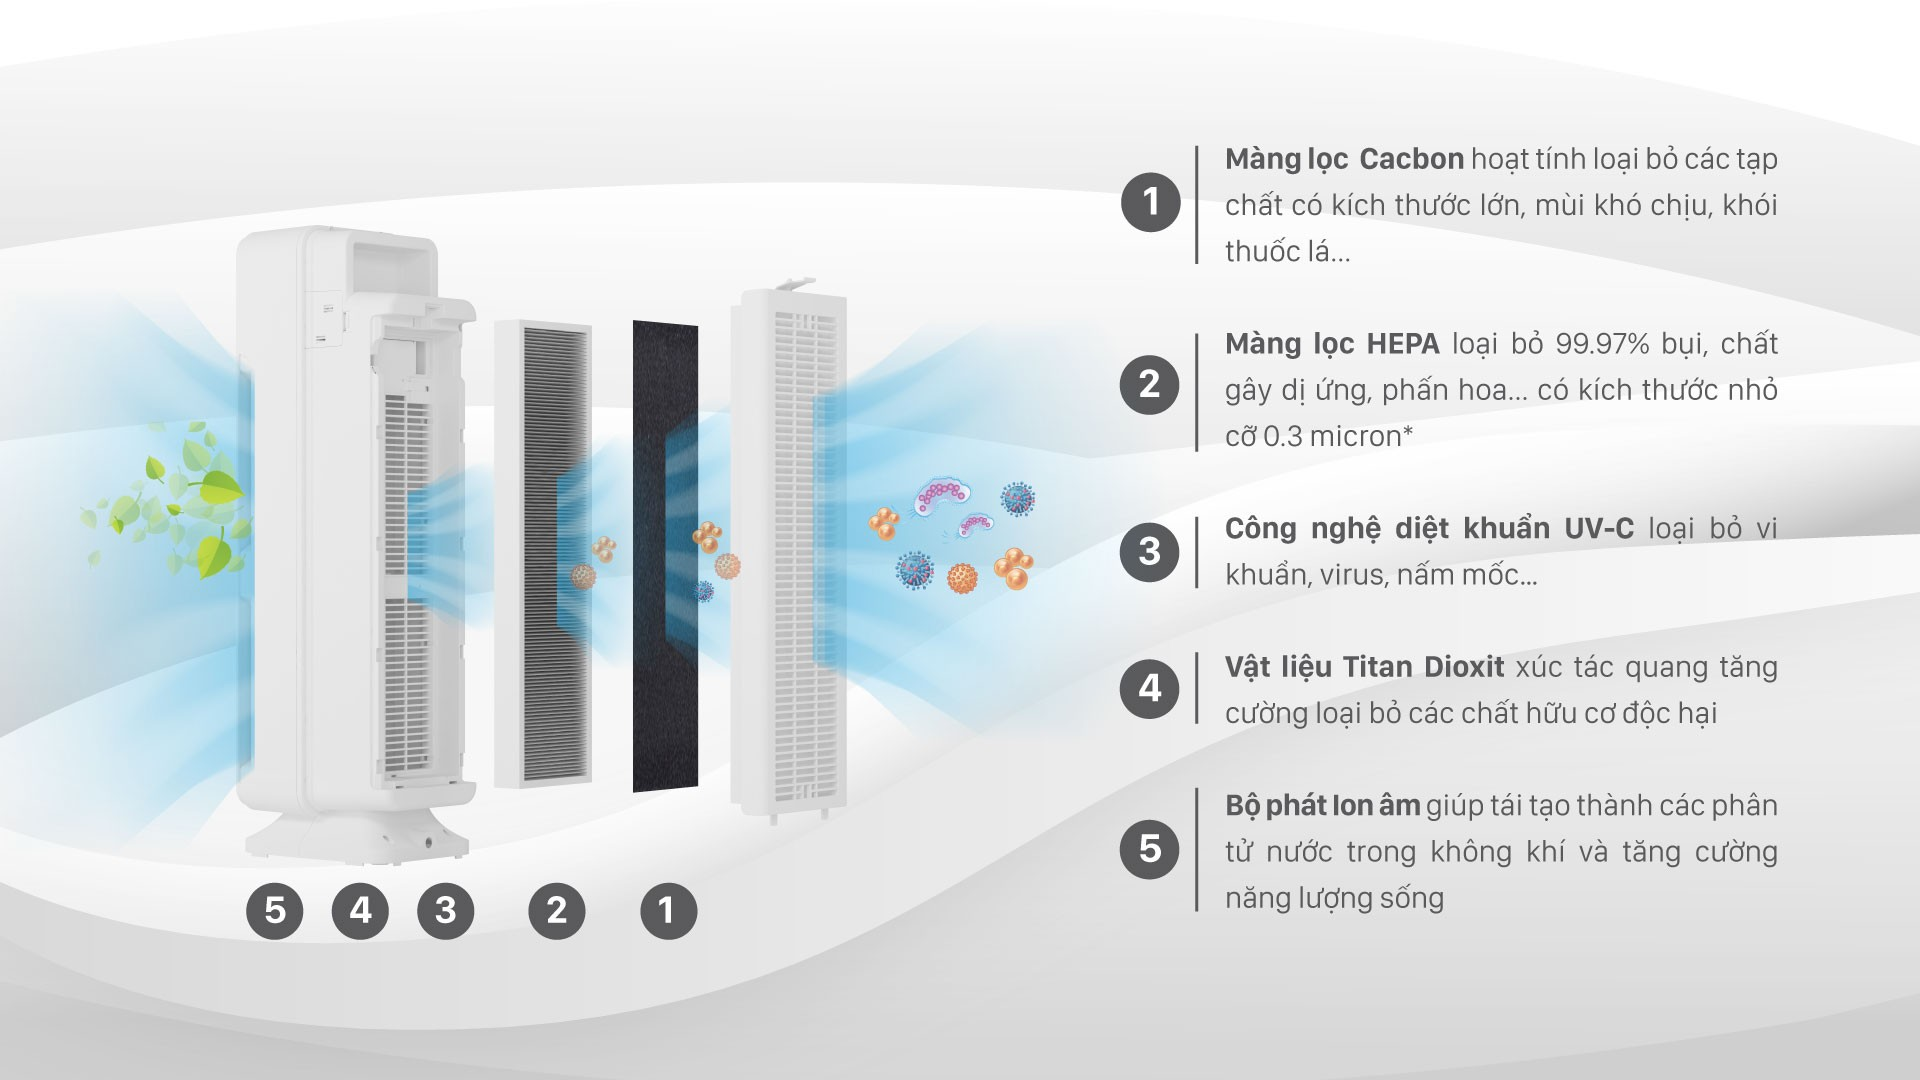 1
Màng lọc Cacbon hoạt tính loại bỏ các tạp
chất có kích thước lớn, mùi khó chịu, khói
thuốc lá...
2
Màng lọc HEPA loại bỏ 99.97% bụi, chất
gây dị ứng, phấn hoa... có kích thước nhỏ
cỡ 0.3 micron*
3
Công nghệ diệt khuẩn UV-C loại bỏ vi
khuẩn, virus, nấm mốc...
4
Vật liệu Titan Dioxit xúc tác quang tăng
cường loại bỏ các chất hữu cơ độc hại
5
Bộ phát Ion âm giúp tái tạo thành các phân
tử nước trong không khí và tăng cường
năng lượng sống
5 4 3 2 1